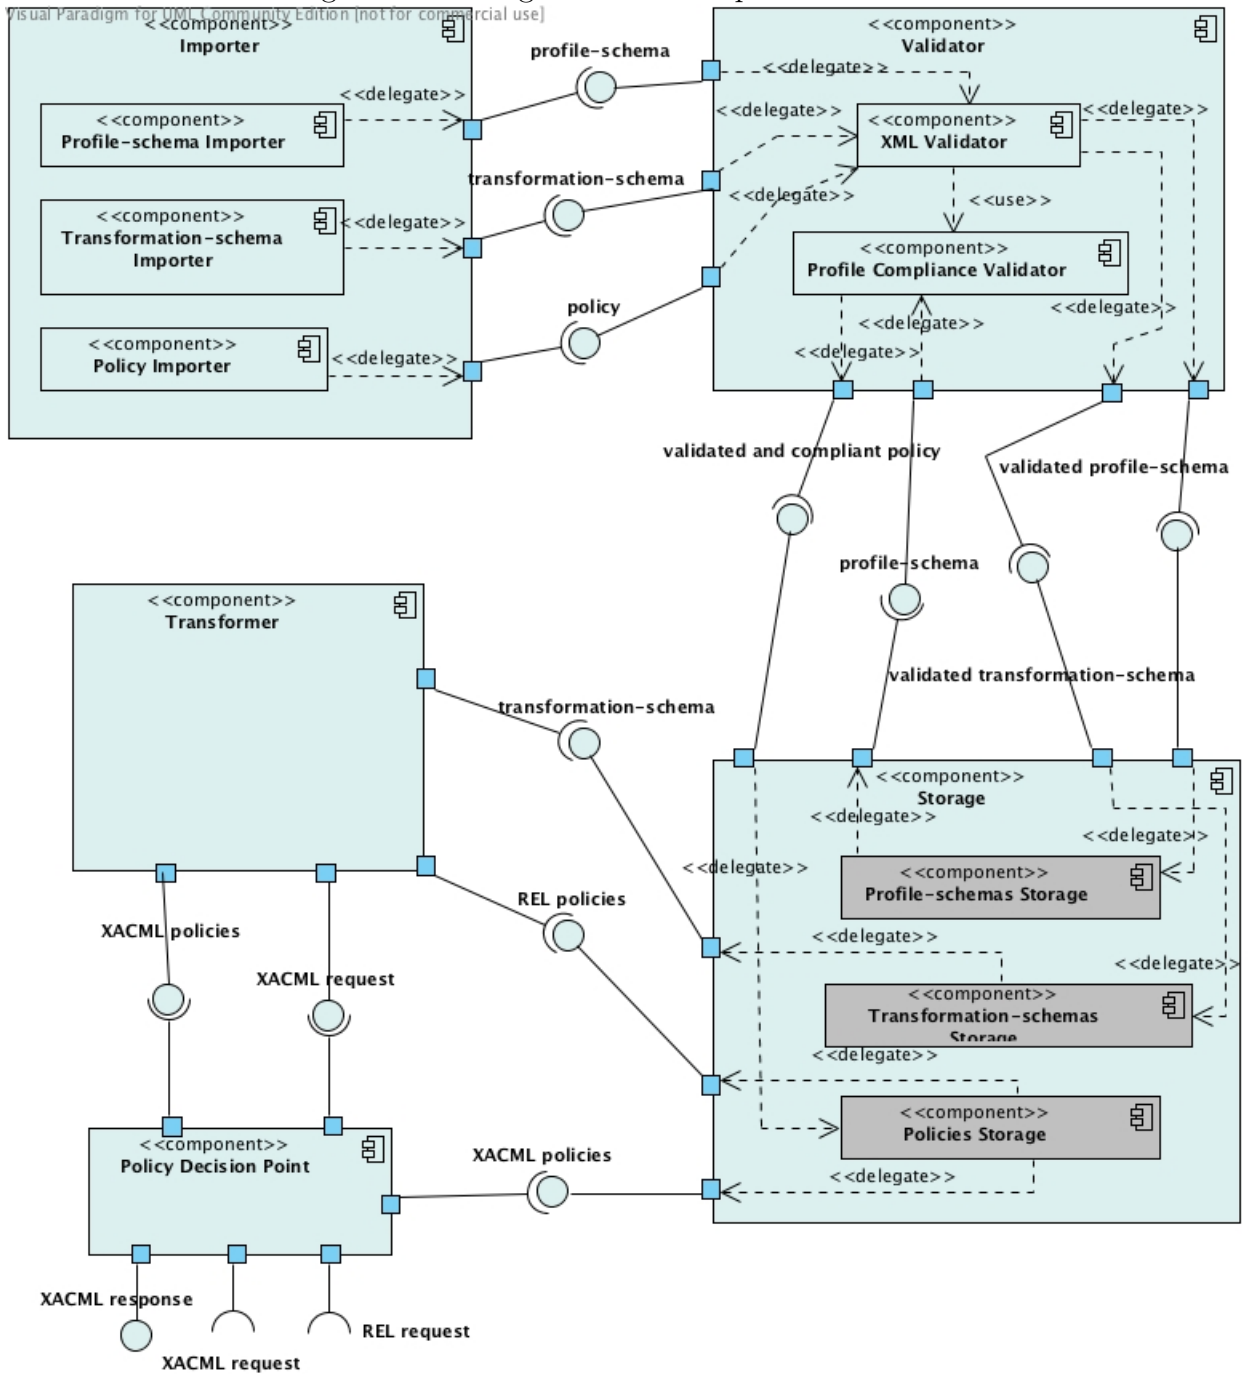 Visual Paradigm for UML Community Edition [not for commercial use]
<<component>>
Importer
<<delegate>>
<<component>>
Profile-schema Importer
<<component>>
Transformation-schema
Importer
<<delegate>>
<<component>>
Policy Importer
<<delegate>>
profile-schema
transformation-schema
policy
<<component>>
Validator
<<delegate>>
<<delegate>>
<<component>>
XML Validator
<<delegate>>
<<delegate>>
<<use>>
<<component>>
Profile Compliance Validator
<<delegate>>
<<delegate>>
<<delegate>>
validated and compliant policy
validated profile-schema
profile-schema
validated transformation-schema
<<component>>
Transformer
transformation-schema
REL policies
XACML policies
XACML request
<<component>>
Storage
<<delegate>>
<<delegate>>
<<delegate>>
<<component>>
Profile-schemas Storage
<<delegate>>
<<delegate>>
<<component>>
Transformation-schemas
Storage
<<delegate>>
<<component>>
Policies Storage
<<delegate>>
<<component>>
Policy Decision Point
XACML policies
XACML response
XACML request
REL request